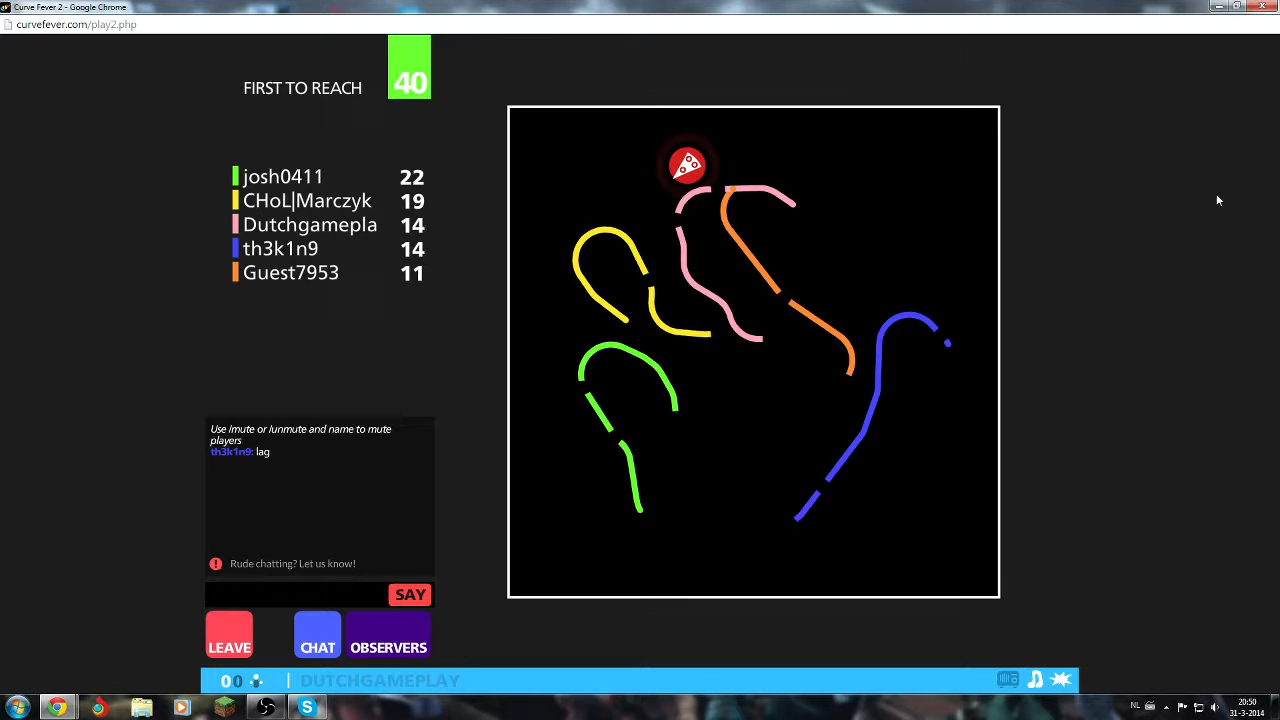 Curve Fever 2 - Google Chrome
curvefever.com/play2.php
FIRST TO REACH 40
josh0411 22
CHoL|Marczyk 19
Dutchgamepla 14
th3k1n9 14
Guest7953 11
Use /mute or /unmute and name to mute
players
th3k1n9: lag
Rude chatting? Let us know!
SAY
LEAVE CHAT OBSERVERS
00 DUTCHGAMEPLAY
NL 20:50
31-3-2014